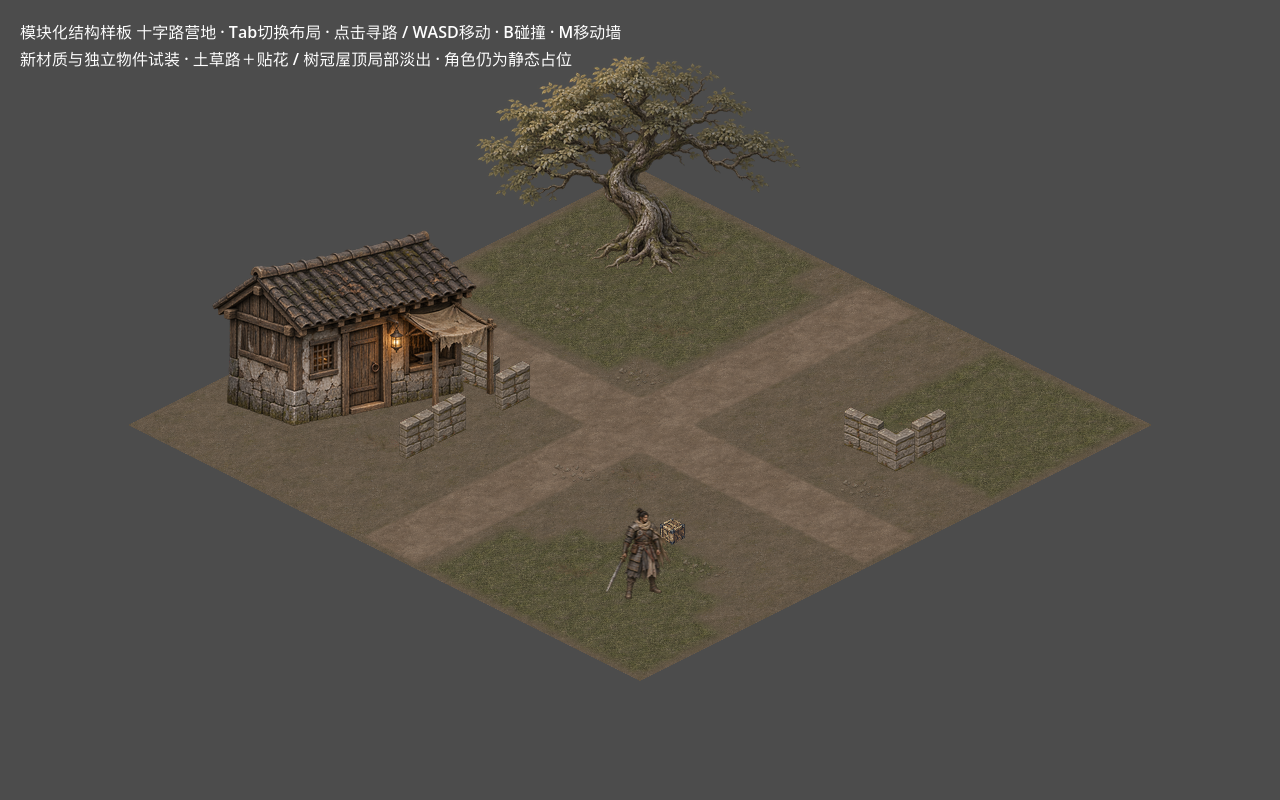 模块化结构样板 十字路营地 · Tab切换布局 · 点击寻路 / WASD移动 · B碰撞 · M移动墙
新材质与独立物件试装 · 土草路＋贴花 / 树冠屋顶局部淡出 · 角色仍为静态占位